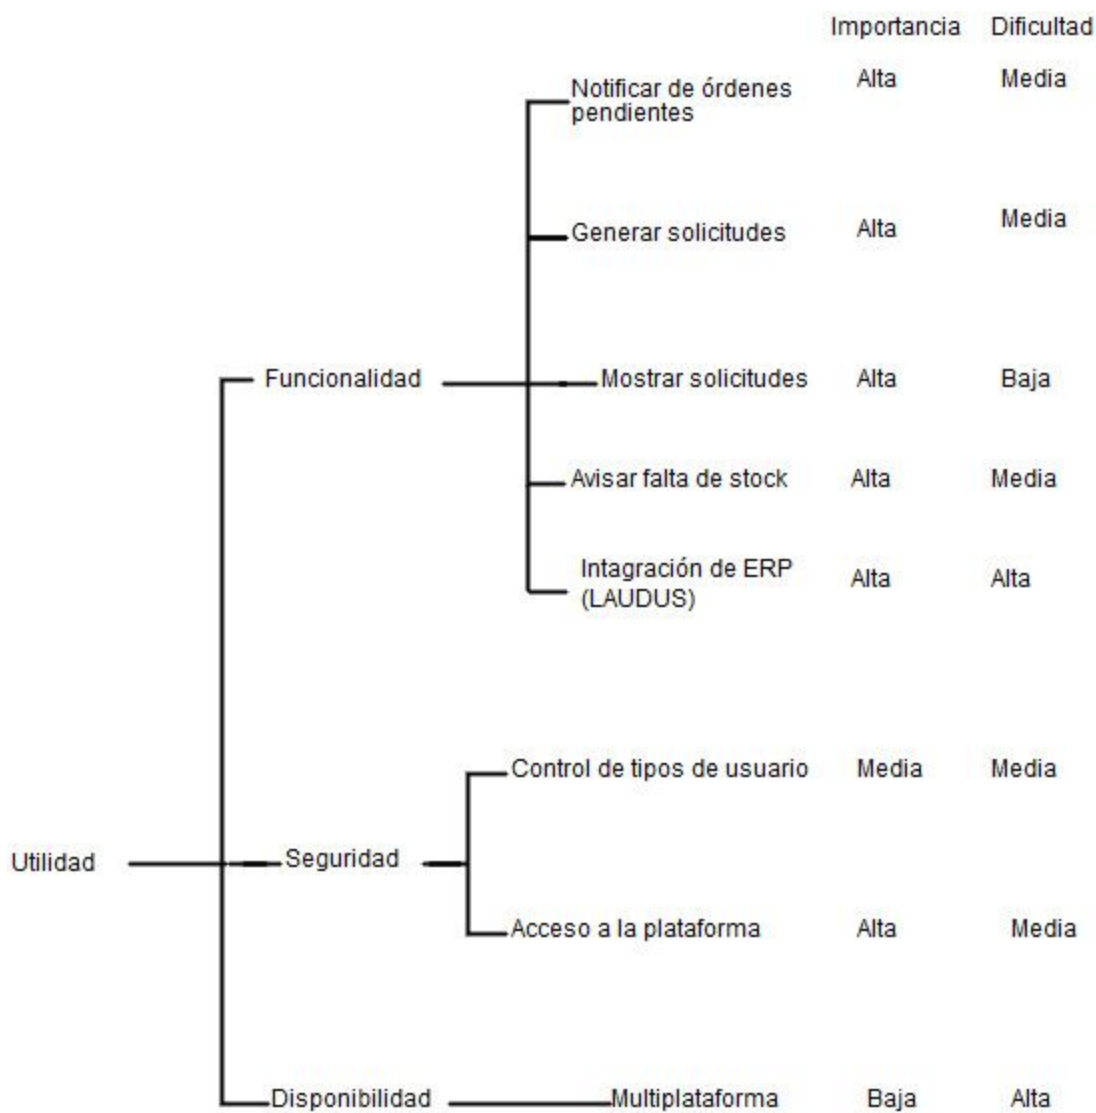 Importancia Dificultad
Notificar de órdenes Alta Media
pendientes
Generar solicitudes Alta Media
Funcionalidad Mostrar solicitudes Alta Baja
Avisar falta de stock Alta Media
Intagración de ERP Alta Alta
(LAUDUS)
Control de tipos de usuario Media Media
Utilidad Seguridad
Acceso a la plataforma Alta Media
Disponibilidad Multiplataforma Baja Alta